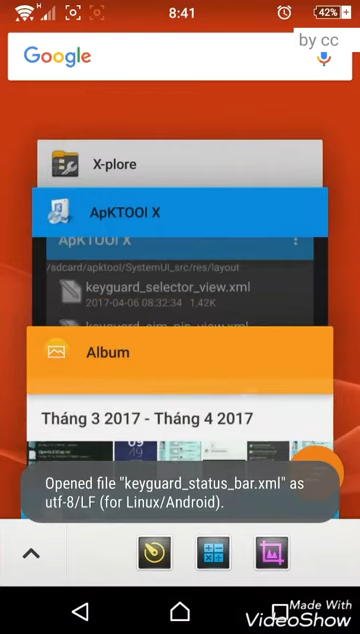 H
8:41
42%
by cc
Google
X-plore
ApKTOOl X
ApKTOOl X
/sdcard/apktool/SystemUI_src/res/layout
keyguard_selector_view.xml
2017-04-06 08:32:34 1,42K
keyguard_sim_pin_view.xml
Album
Tháng 3 2017 - Tháng 4 2017
Opened file "keyguard_status_bar.xml" as
utf-8/LF (for Linux/Android).
Made With
VideoShow